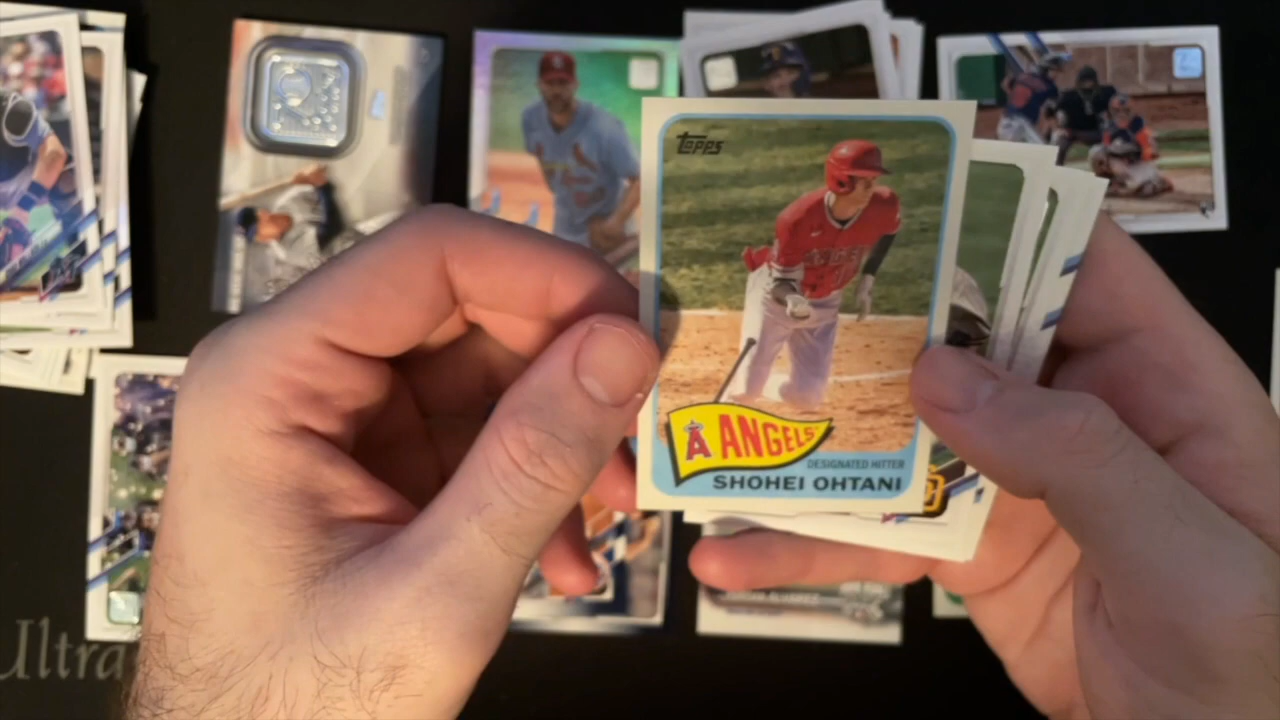 Topps
A ANGELS
DESIGNATED HITTER
SHOHEI OHTANI
Ultra